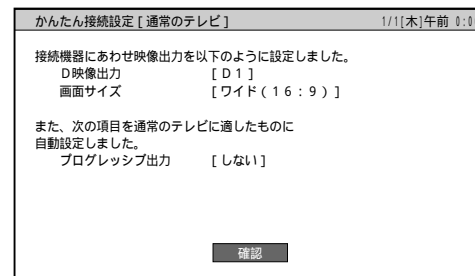 かんたん接続設定 [ 通常のテレビ ] 1/1[木]午前 0:0
接続機器にあわせ映像出力を以下のように設定しました。
D映像出力 [ D 1 ]
画面サイズ [ ワイド ( 16 : 9 ) ]
また、次の項目を通常のテレビに適したものに
自動設定しました。
プログレッシブ出力 [ しない ]
確認